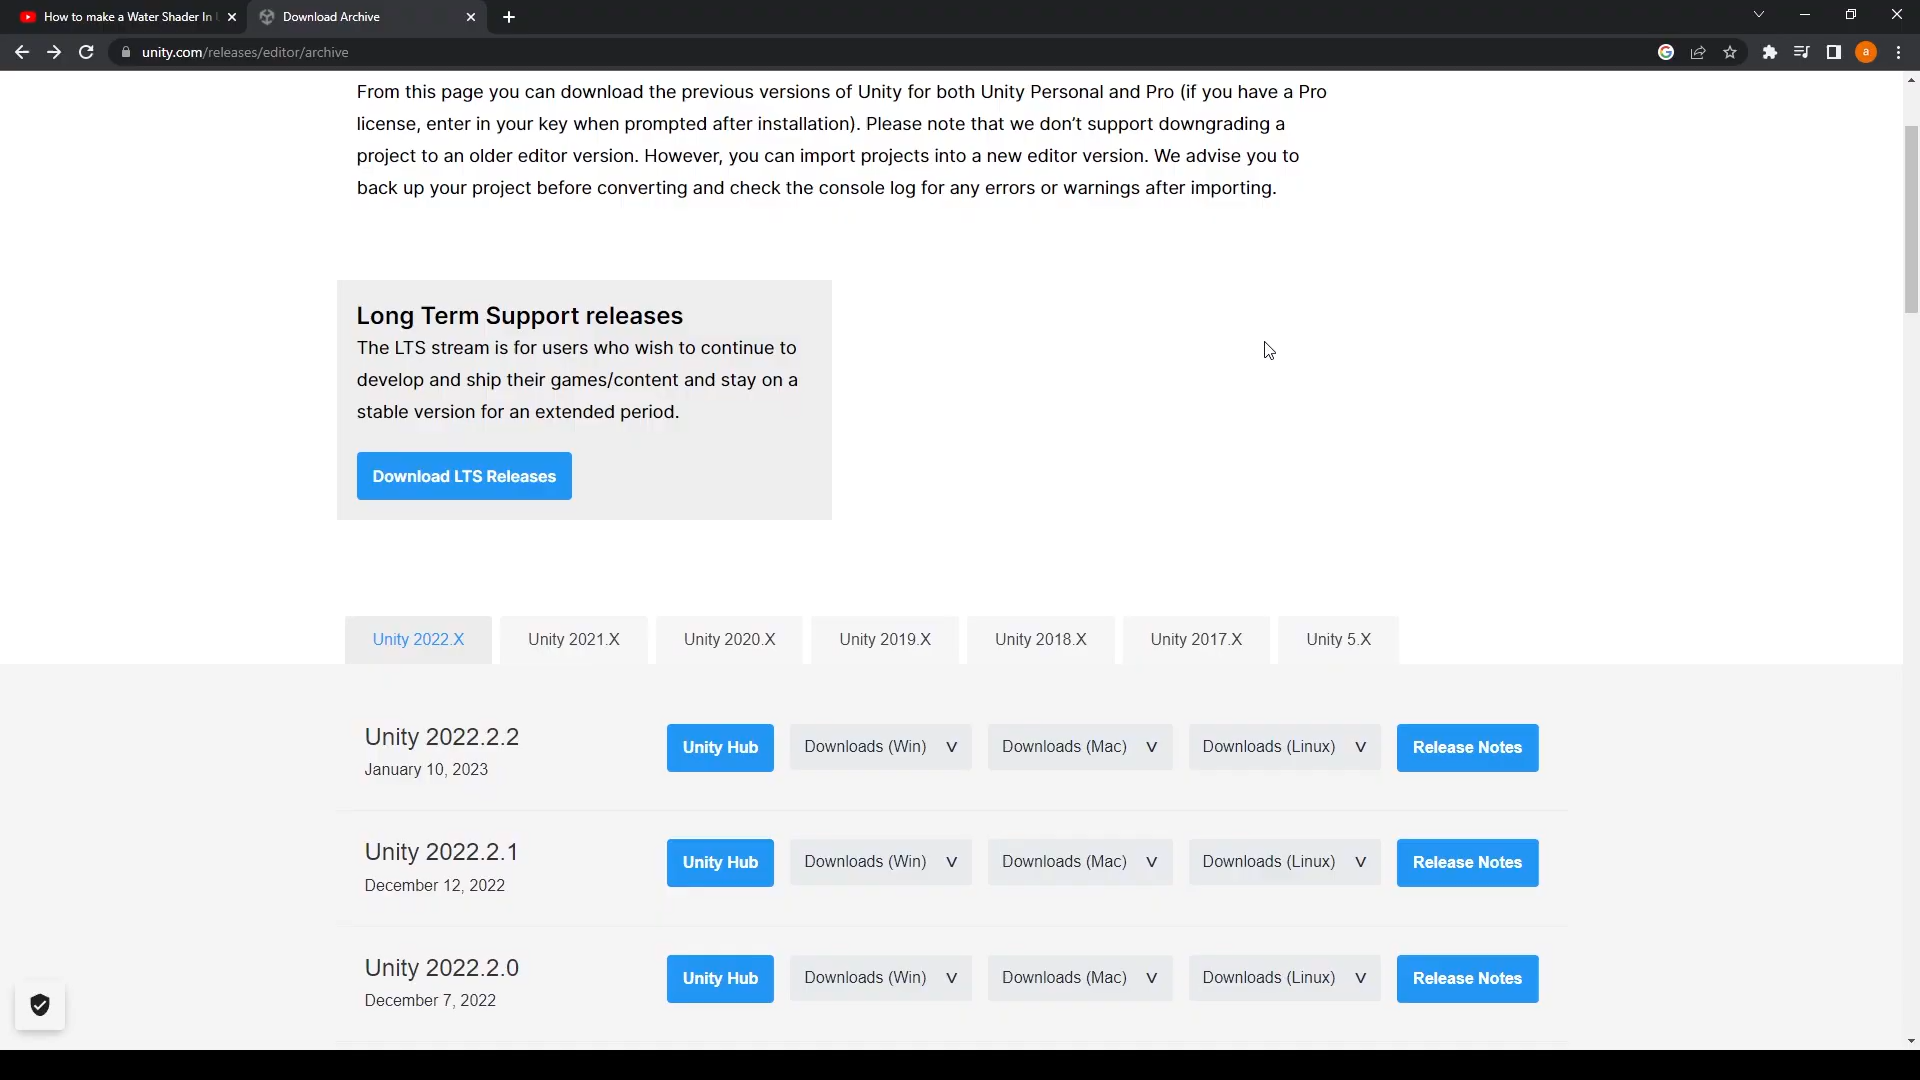 How to make a Water Shader In
Download Archive
unity.com/releases/editor/archive
a
From this page you can download the previous versions of Unity for both Unity Personal and Pro (if you have a Pro
license, enter in your key when prompted after installation). Please note that we don’t support downgrading a
project to an older editor version. However, you can import projects into a new editor version. We advise you to
back up your project before converting and check the console log for any errors or warnings after importing.
Long Term Support releases
The LTS stream is for users who wish to continue to
develop and ship their games/content and stay on a
stable version for an extended period.
Download LTS Releases
Unity 2022.X Unity 2021.X Unity 2020.X Unity 2019.X Unity 2018.X Unity 2017.X Unity 5.X
Unity 2022.2.2 Unity Hub Downloads (Win) Downloads (Mac) Downloads (Linux) Release Notes
January 10, 2023
Unity 2022.2.1 Unity Hub Downloads (Win) Downloads (Mac) Downloads (Linux) Release Notes
December 12, 2022
Unity 2022.2.0 Unity Hub Downloads (Win) Downloads (Mac) Downloads (Linux) Release Notes
December 7, 2022